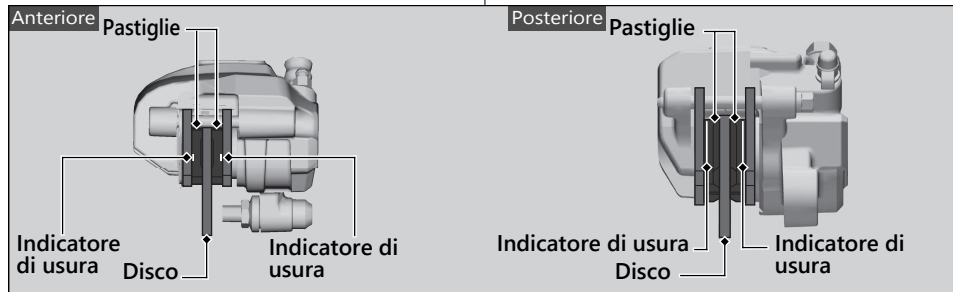 Anteriore
Pastiglie
Indicatore
di usura
Disco
Indicatore di
usura
Posteriore
Pastiglie
Indicatore di usura
Disco
Indicatore di
usura